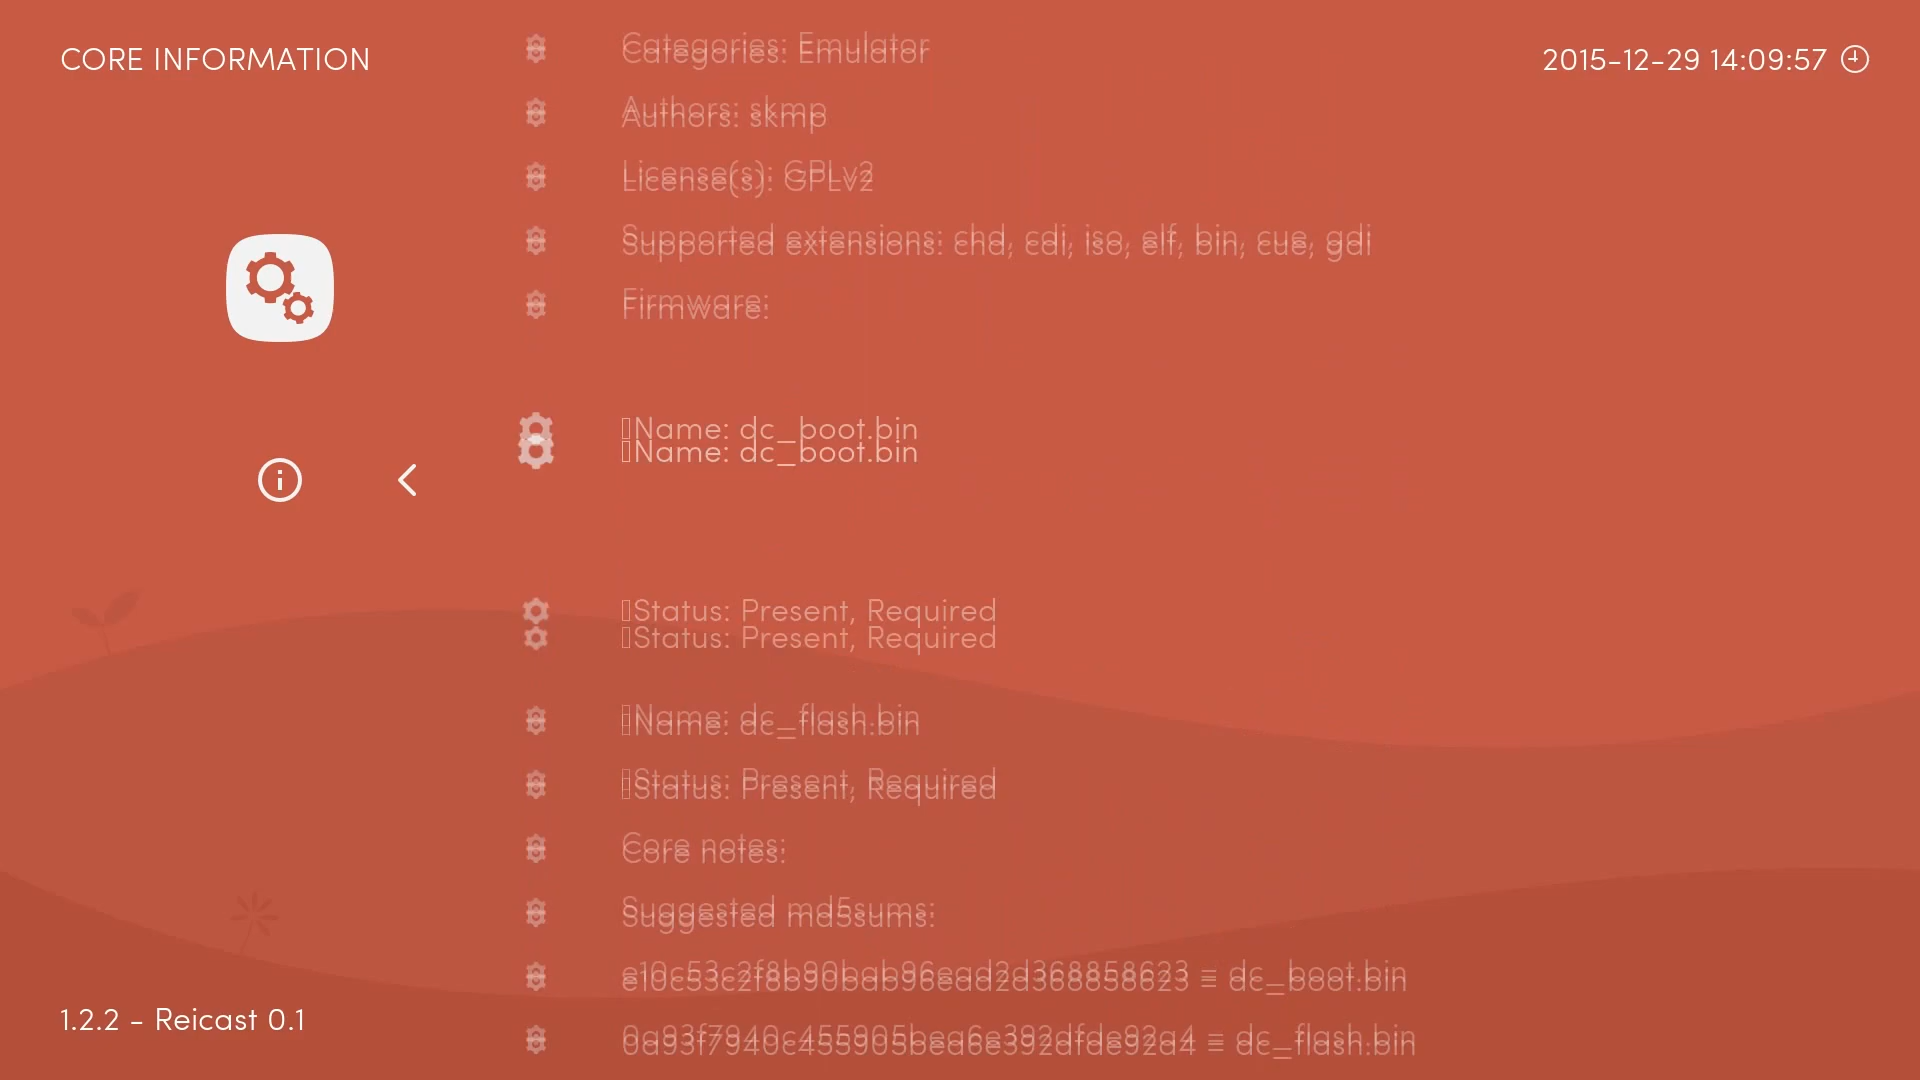 CORE INFORMATION
2015-12-29 14:09:57
Categories: Emulator
Authors: skmp
License(s): GPLv2
Supported extensions: chd, cdi, iso, elf, bin, cue, gdi
Firmware:
Name: dc_boot.bin
Name: dc_boot.bin
Status: Present, Required
Status: Present, Required
Name: dc_flash.bin
Status: Present, Required
Core notes:
Suggested md5sums:
e10c53c2f8b90bab96ead2d368858623 = dc_boot.bin
0a93f7940c455905bea6e392dfde92a4 = dc_flash.bin
1.2.2 - Reicast 0.1